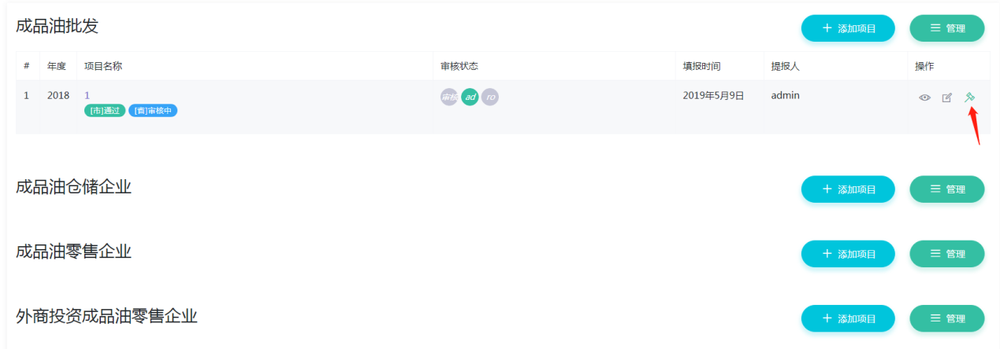 成品油批发
添加项目
管理
# 年度 项目名称 审核状态 填报时间 提报人 操作
1 2018 1 审核 ad ro 2019年5月9日 admin
[市]通过 [省]审核中
成品油仓储企业
添加项目
管理
成品油零售企业
添加项目
管理
外商投资成品油零售企业
添加项目
管理